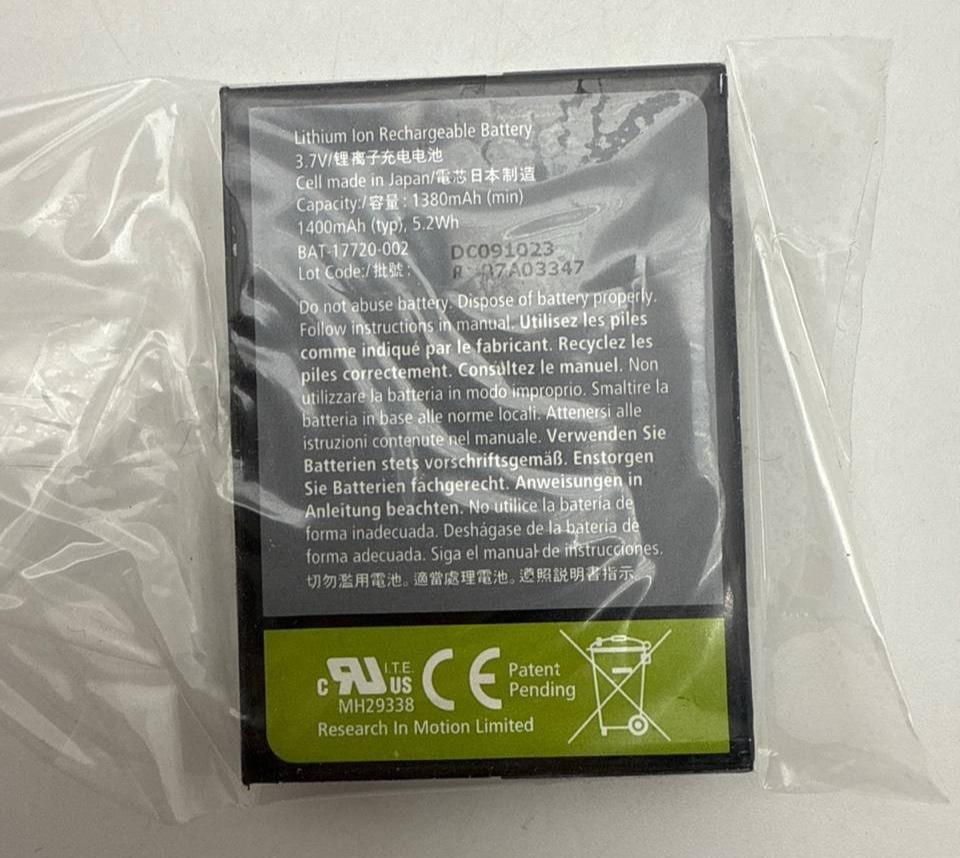 Lithium Ion Rechargeable Battery
3.7V/锂离子充电电池
Cell made in Japan/電芯日本制造
Capacity:/容量: 1380mAh (min)
1400mAh (typ), 5.2Wh
BAT-17720-002 DC091023
Lot Code:/批號: 7A03347
Do not abuse battery. Dispose of battery properly.
Follow instructions in manual. Utilisez les piles
comme indiqué par le fabricant. Recyclez les
piles correctement. Consultez le manuel. Non
utilizzare la batteria in modo improprio. Smaltire la
batteria in base alle norme locali. Attenersi alle
istruzioni contenute nel manuale. Verwenden Sie
Batterien stets vorschriftsgemäß. Enstorgen
Sie Batterien fachgerecht. Anweisungen in
Anleitung beachten. No utilice la batería de
forma inadecuada. Deshágase de la batería de
forma adecuada. Siga el manual de instrucciones.
切勿濫用電池。適當處理電池。遵照説明書指示。
c RU US I.T.E. CE Patent
MH29338 Pending
Research In Motion Limited